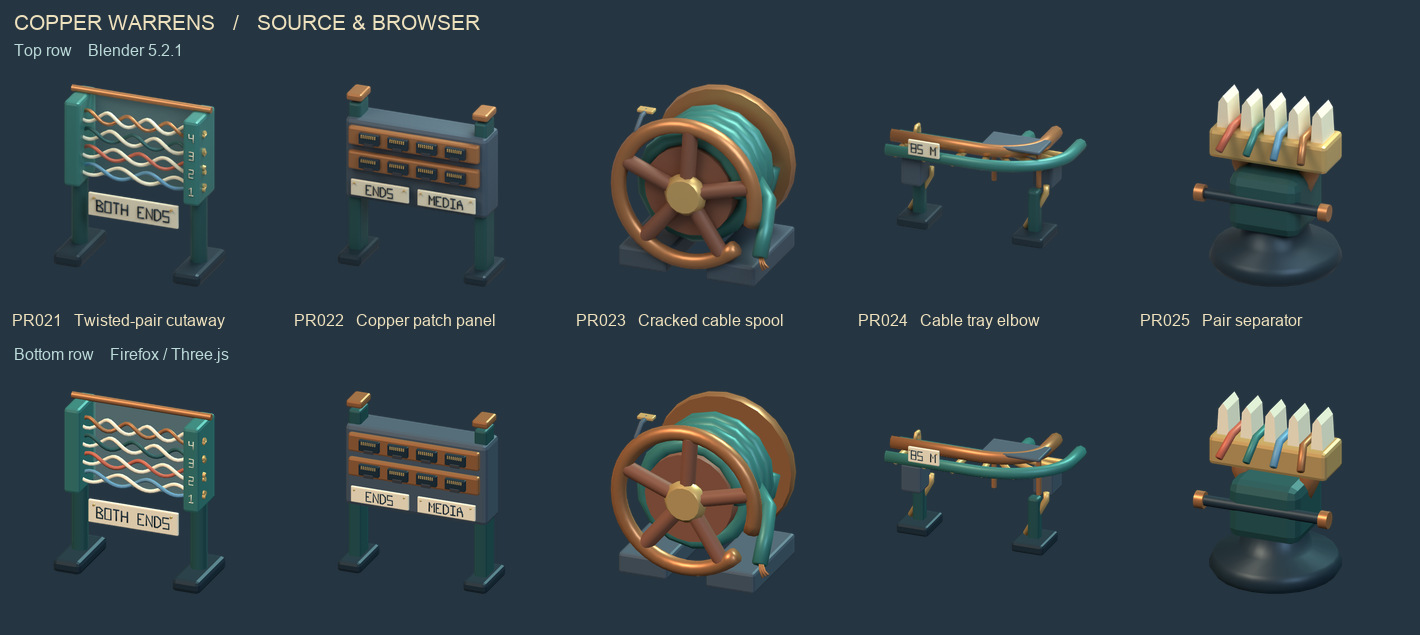 COPPER WARRENS / SOURCE & BROWSER
Top row Blender 5.2.1
4
3
2
1
BOTH ENDS
ENDS MEDIA
85 M
PR021 Twisted-pair cutaway
PR022 Copper patch panel
PR023 Cracked cable spool
PR024 Cable tray elbow
PR025 Pair separator
Bottom row Firefox / Three.js
4
3
2
1
BOTH ENDS
ENDS MEDIA
85 M